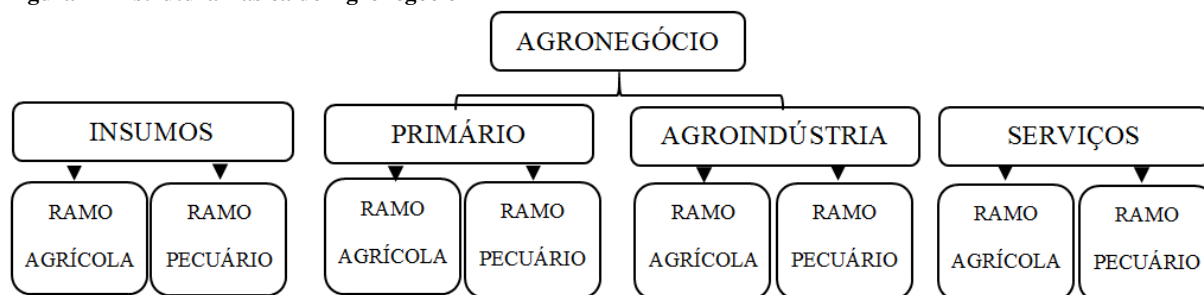 AGRONEGÓCIO
INSUMOS
PRIMÁRIO
AGROINDÚSTRIA
SERVIÇOS
RAMO
AGRÍCOLA
RAMO
PECUÁRIO
RAMO
AGRÍCOLA
RAMO
PECUÁRIO
RAMO
AGRÍCOLA
RAMO
PECUÁRIO
RAMO
AGRÍCOLA
RAMO
PECUÁRIO